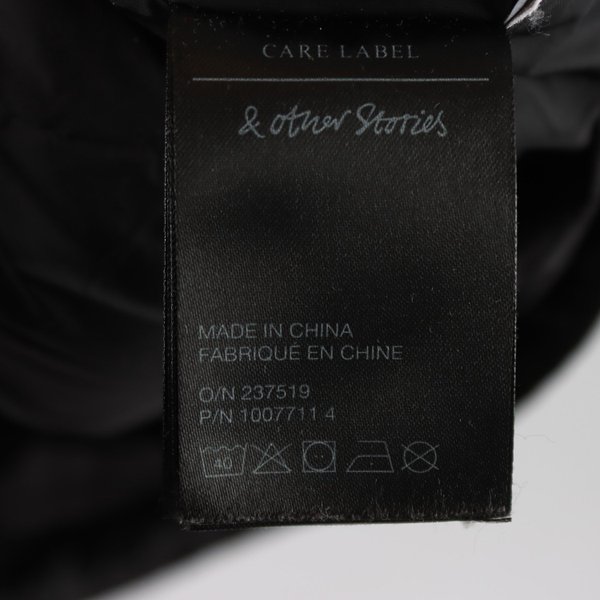 CARE LABEL
& other Stories
MADE IN CHINA
FABRIQUÉ EN CHINE
O/N 237519
P/N 1007711 4
40